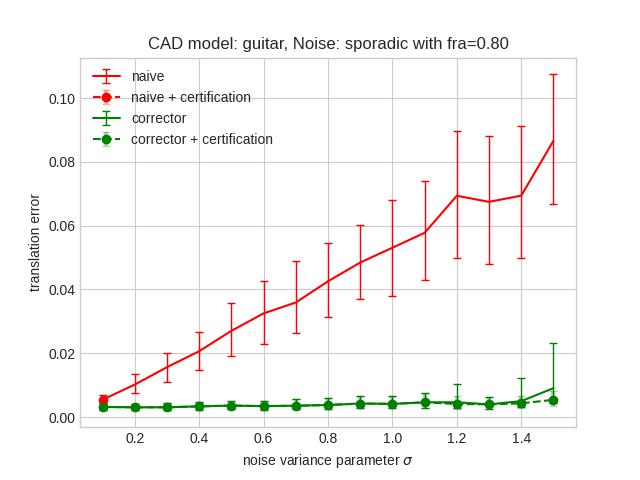 CAD model: guitar, Noise: sporadic with fra=0.80
naive
naive + certification
corrector
corrector + certification
translation error
0.10
0.08
0.06
0.04
0.02
0.00
0.2 0.4 0.6 0.8 1.0 1.2 1.4
noise variance parameter σ